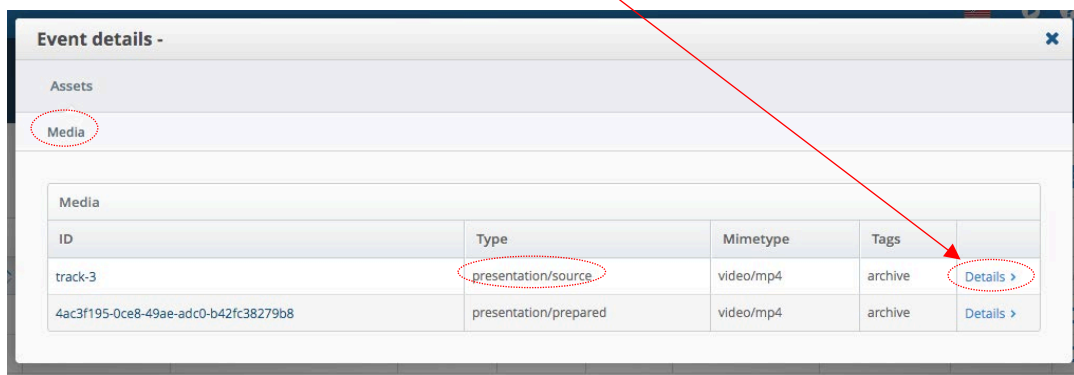 Event details -
Assets
Media
Media
ID Type Mimetype Tags
track-3 presentation/source video/mp4 archive Details >
4ac3f195-0ce8-49ae-adc0-b42fc38279b8 presentation/prepared video/mp4 archive Details >